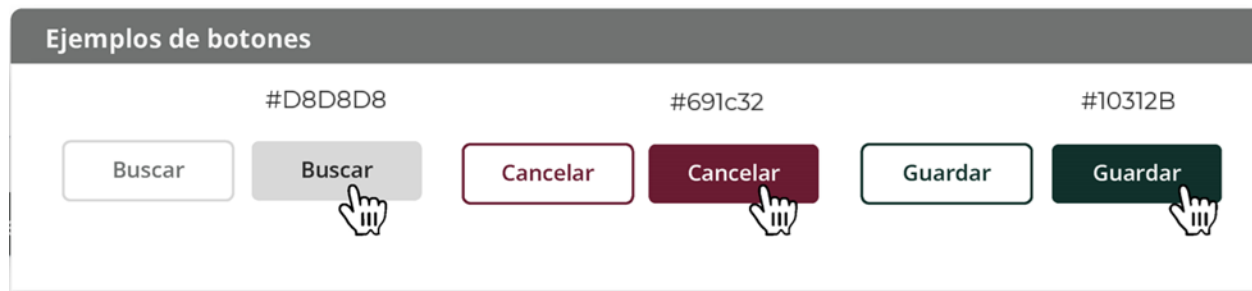 Ejemplos de botones
#D8D8D8 #691c32 #10312B
Buscar Buscar Cancelar Cancelar Guardar Guardar